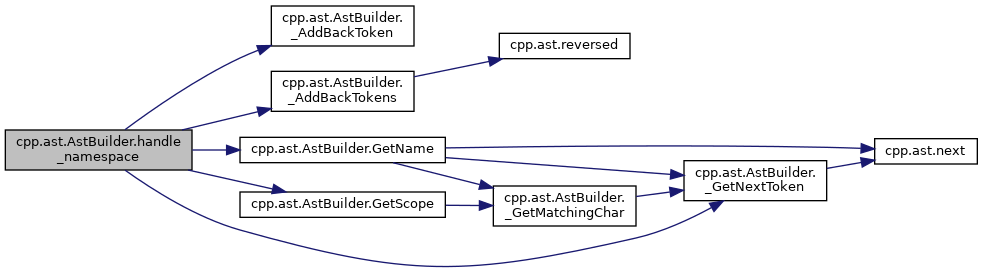 cpp.ast.AstBuilder.handle
_namespace
cpp.ast.AstBuilder.
_AddBackToken
cpp.ast.AstBuilder.
_AddBackTokens
cpp.ast.reversed
cpp.ast.AstBuilder.GetName
cpp.ast.AstBuilder.GetScope
cpp.ast.AstBuilder.
_GetMatchingChar
cpp.ast.AstBuilder.
_GetNextToken
cpp.ast.next